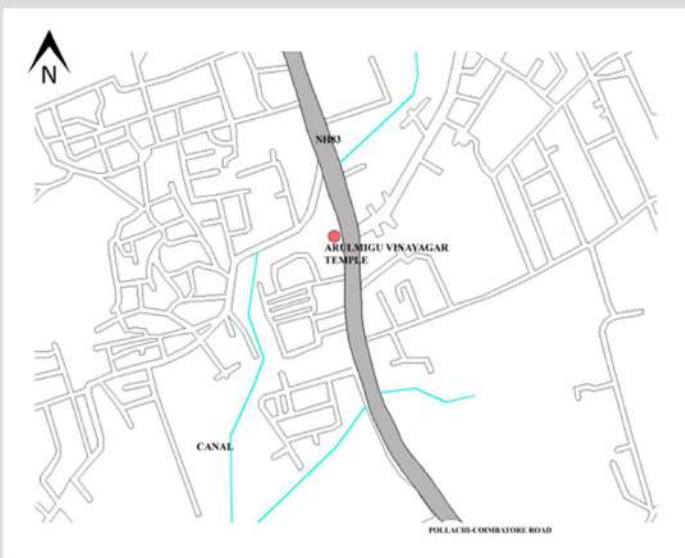 N
NH83
ARULMIGU VINAYAGAR
TEMPLE
CANAL
POLLACHI-COIMBATORE ROAD